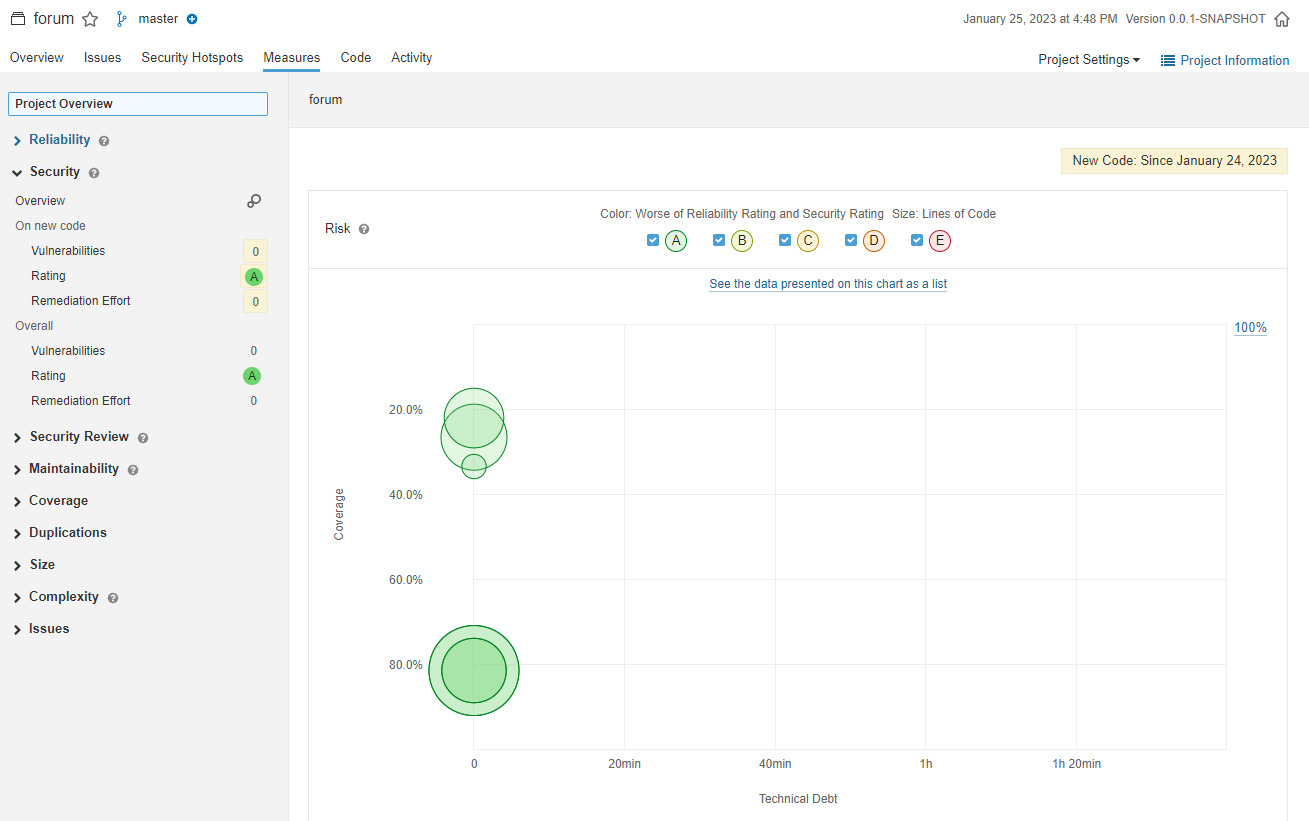 forum master January 25, 2023 at 4:48 PM Version 0.0.1-SNAPSHOT
Overview Issues Security Hotspots Measures Code Activity Project Settings Project Information
Project Overview
Reliability ?
Security ?
Overview
On new code
Vulnerabilities 0
Rating A
Remediation Effort 0
Overall
Vulnerabilities 0
Rating A
Remediation Effort 0
Security Review ?
Maintainability ?
Coverage
Duplications
Size
Complexity ?
Issues
forum
New Code: Since January 24, 2023
Risk ?
Color: Worse of Reliability Rating and Security Rating Size: Lines of Code
A B C D E
See the data presented on this chart as a list
100%
20.0%
40.0%
60.0%
80.0%
Coverage
0 20min 40min 1h 1h 20min
Technical Debt